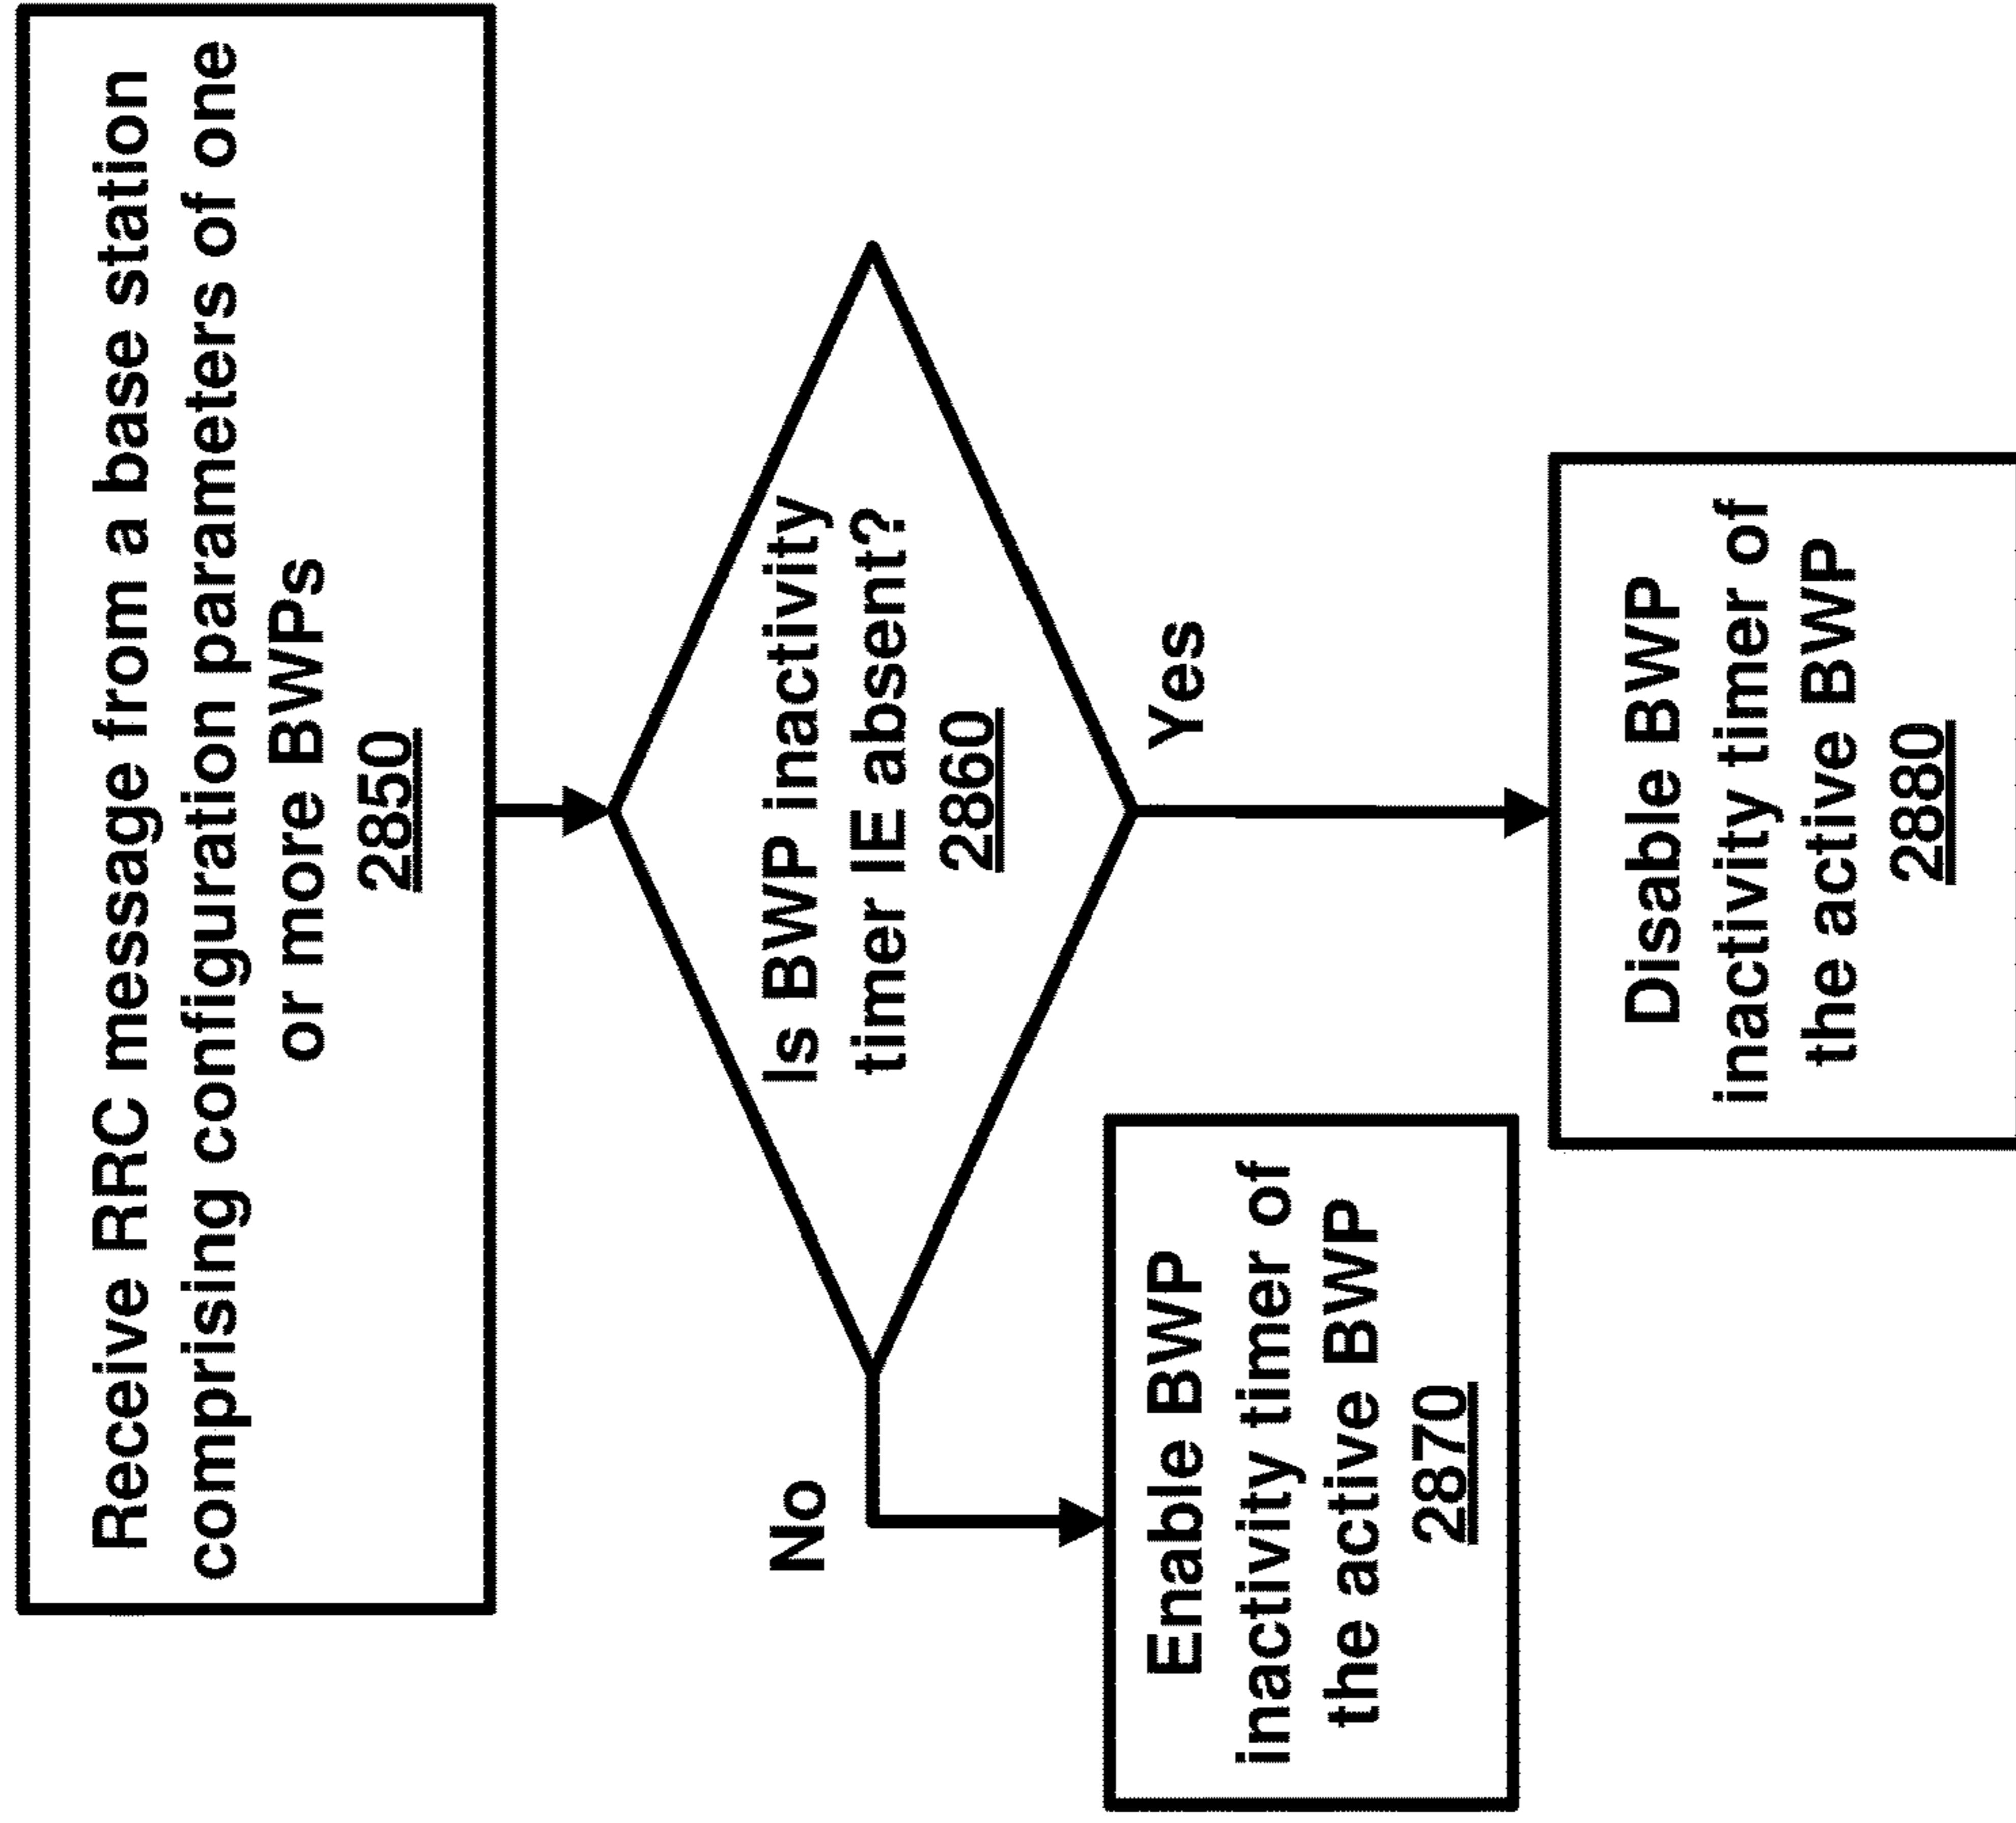 Receive RRC message from a base station
comprising configuration parameters of one
or more BWPs
2850
Is BWP inactivity
timer IE absent?
2860
No
Yes
Enable BWP
inactivity timer of
the active BWP
2870
Disable BWP
inactivity timer of
the active BWP
2880